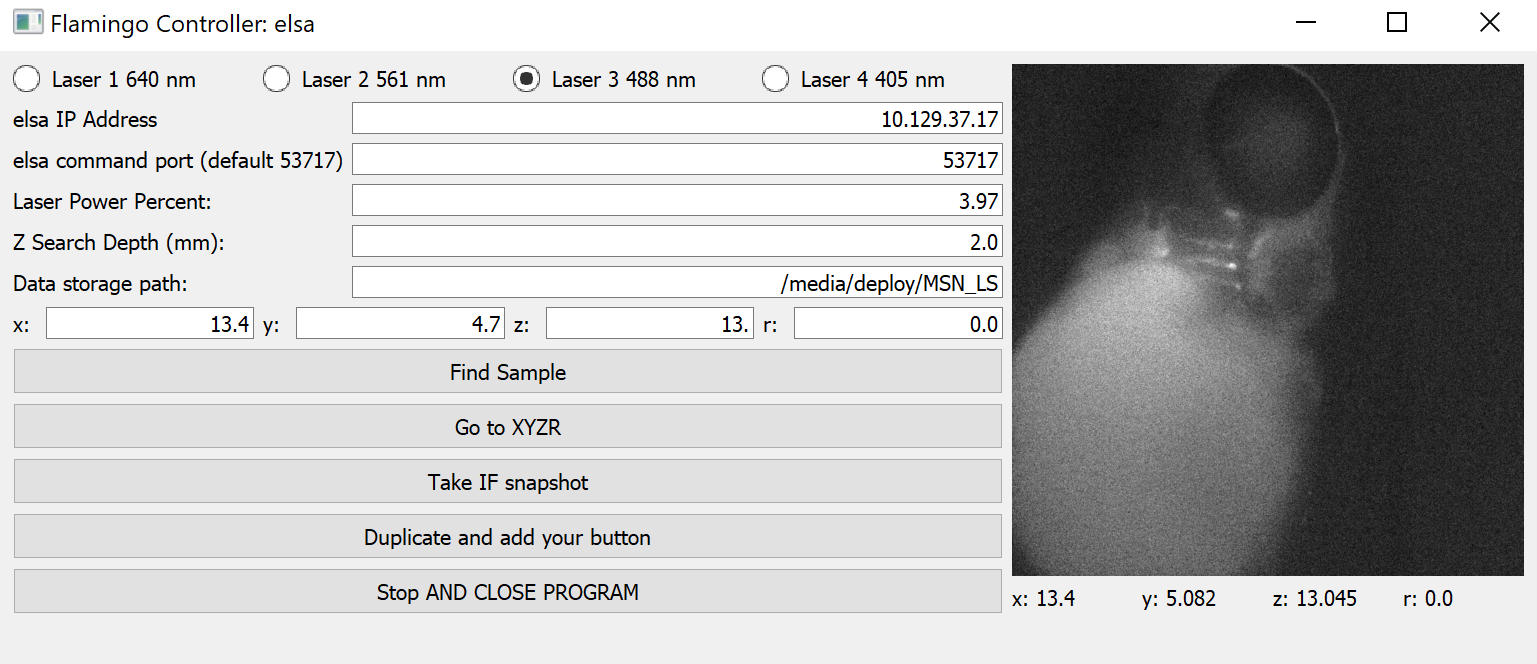 Flamingo Controller: elsa
Laser 1 640 nm Laser 2 561 nm Laser 3 488 nm Laser 4 405 nm
elsa IP Address 10.129.37.17
elsa command port (default 53717) 53717
Laser Power Percent: 3.97
Z Search Depth (mm): 2.0
Data storage path: /media/deploy/MSN_LS
x: 13.4 y: 4.7 z: 13. r: 0.0
Find Sample
Go to XYZR
Take IF snapshot
Duplicate and add your button
Stop AND CLOSE PROGRAM
x: 13.4 y: 5.082 z: 13.045 r: 0.0